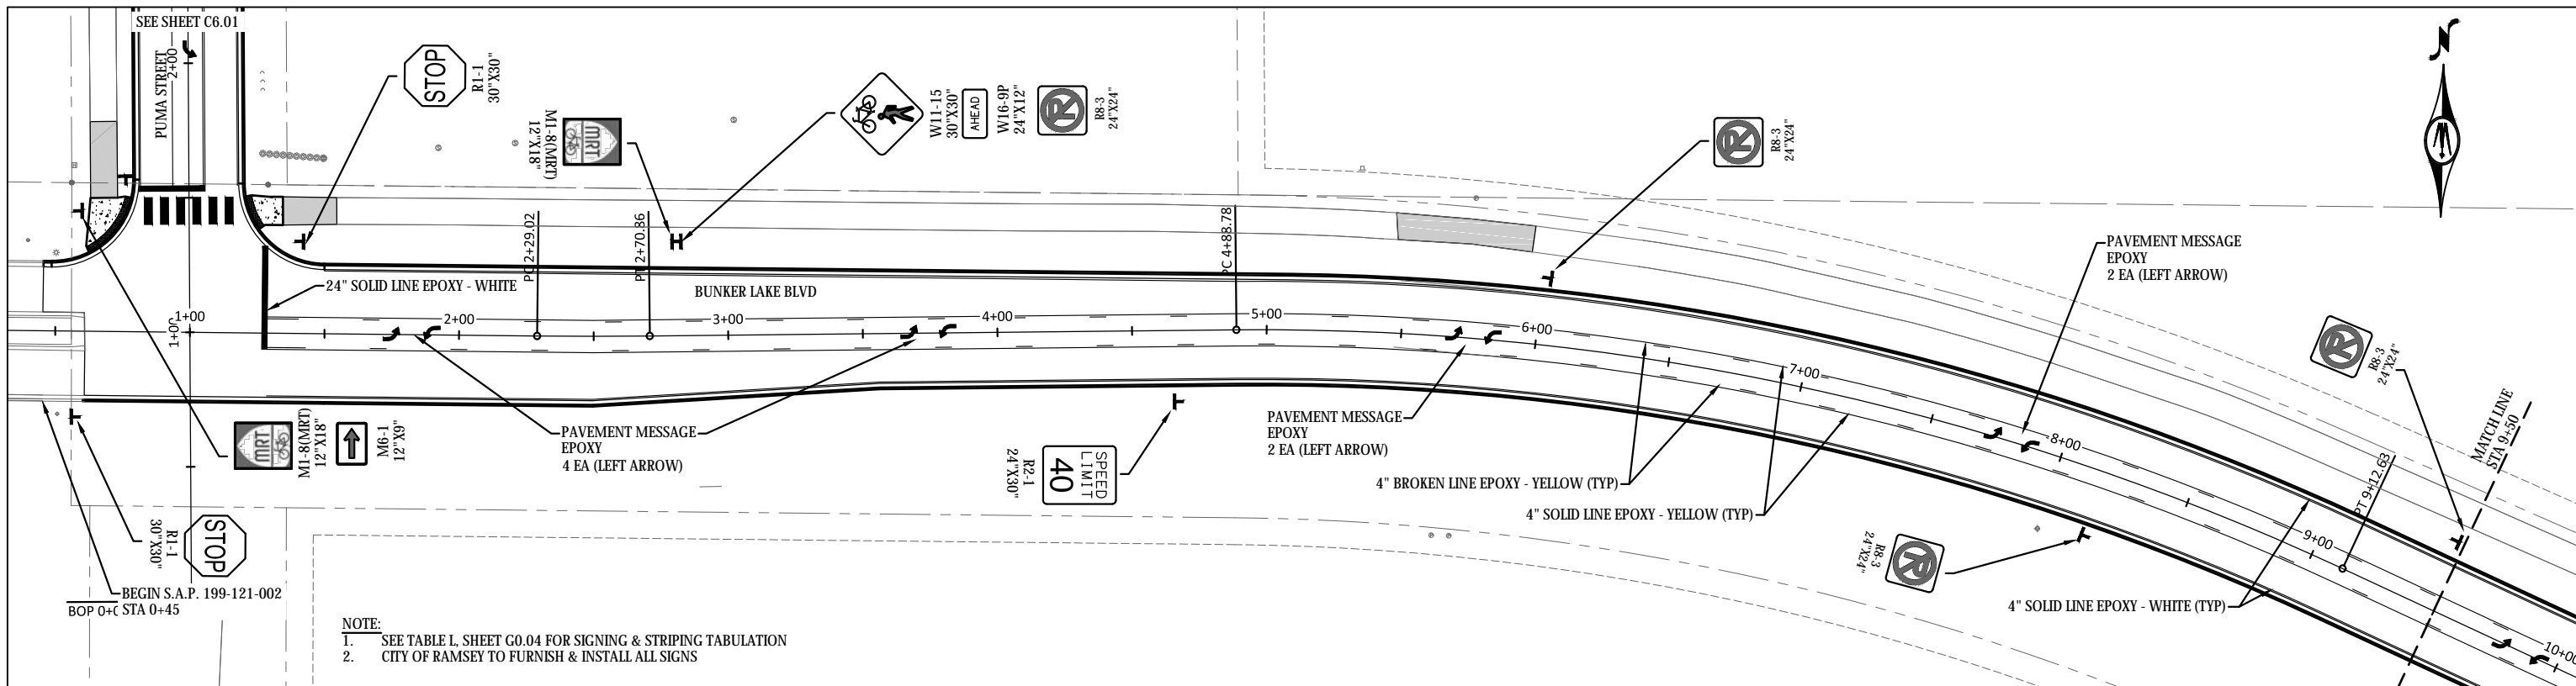 SEE SHEET C6.01
PUMA STREET
2+00
STOP
R1-1
30"X30"
M1-8(MRT)
12"X18"
MRT
W11-15
30"X30"
AHEAD
W16-9P
24"X12"
R8-3
24"X24"
R8-3
24"X24"
N
PAVEMENT MESSAGE
EPOXY
2 EA (LEFT ARROW)
PC 2+29.02
PT 2+70.86
PC 4+88.78
24" SOLID LINE EPOXY - WHITE
BUNKER LAKE BLVD
1+00
1+00
2+00
3+00
4+00
5+00
6+00
7+00
8+00
9+00
10+00
PT 9+12.63
R8-3
24"X24"
MATCH LINE
STA 9+50
MRT
M1-8(MRT)
12"X18"
M6-1
12"X9"
PAVEMENT MESSAGE
EPOXY
4 EA (LEFT ARROW)
SPEED
LIMIT
40
R2-1
24"X30"
PAVEMENT MESSAGE
EPOXY
2 EA (LEFT ARROW)
4" BROKEN LINE EPOXY - YELLOW (TYP)
4" SOLID LINE EPOXY - YELLOW (TYP)
R8-3
24"X24"
4" SOLID LINE EPOXY - WHITE (TYP)
STOP
R1-1
30"X30"
BEGIN S.A.P. 199-121-002
STA 0+45
BOP 0+0
NOTE:
1. SEE TABLE L, SHEET G0.04 FOR SIGNING & STRIPING TABULATION
2. CITY OF RAMSEY TO FURNISH & INSTALL ALL SIGNS